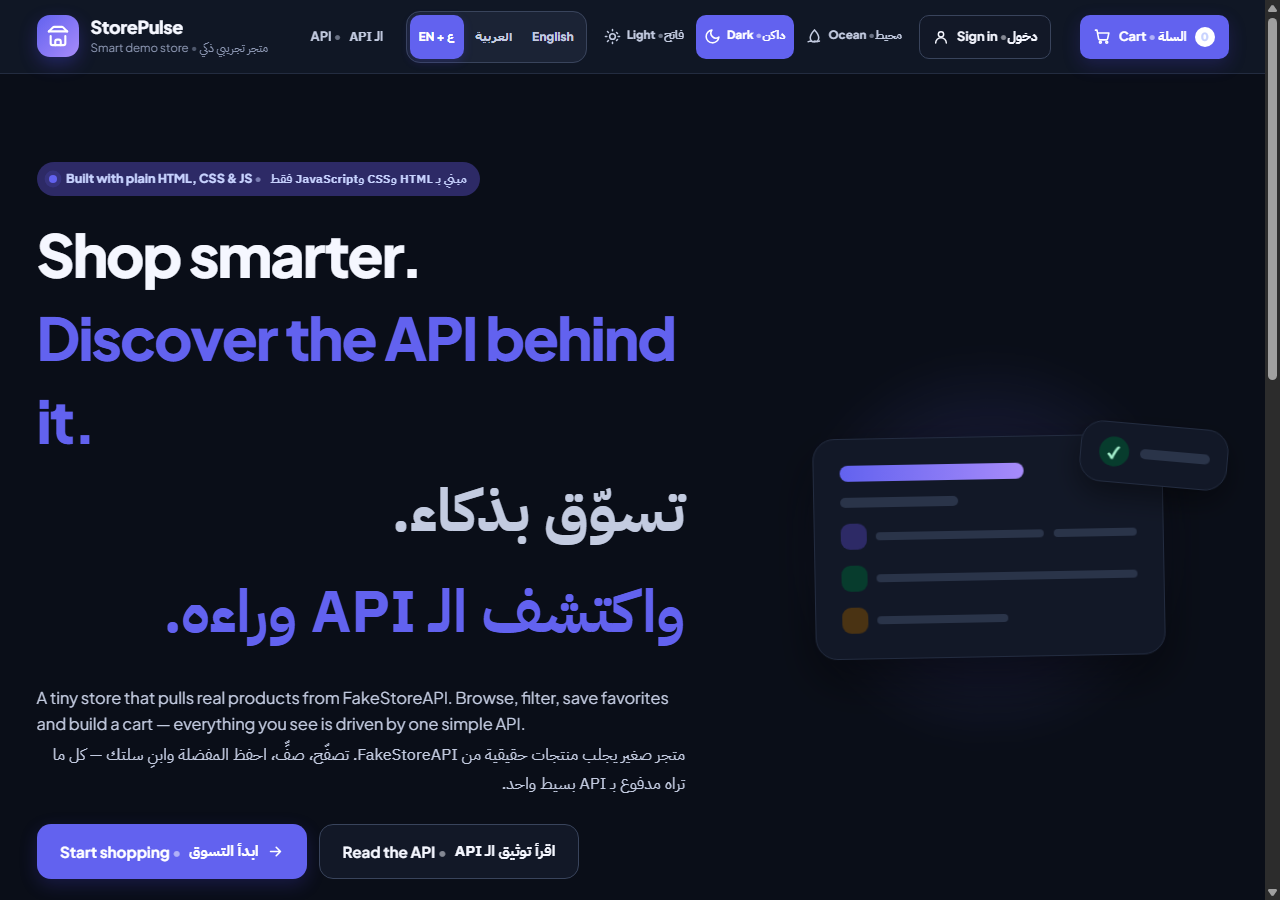 StorePulse
Smart demo store • متجر تجريبي ذكي
API • الـ API
EN + ع
العربية
English
Light • فاتح
Dark • داكن
Ocean • محيط
Sign in • دخول
Cart • السلة 0
Built with plain HTML, CSS & JS • مبني بـ HTML وCSS وJavaScript فقط
Shop smarter.
Discover the API behind
it.
تسوّق بذكاء.
واكتشف الـ API وراءه.
A tiny store that pulls real products from FakeStoreAPI. Browse, filter, save favorites
and build a cart — everything you see is driven by one simple API.
متجر صغير يجلب منتجات حقيقية من FakeStoreAPI. تصفّح، صفِّ، احفظ المفضلة وابنِ سلتك — كل ما
تراه مدفوع بـ API بسيط واحد.
Start shopping • ابدأ التسوق →
Read the API • اقرأ توثيق الـ API